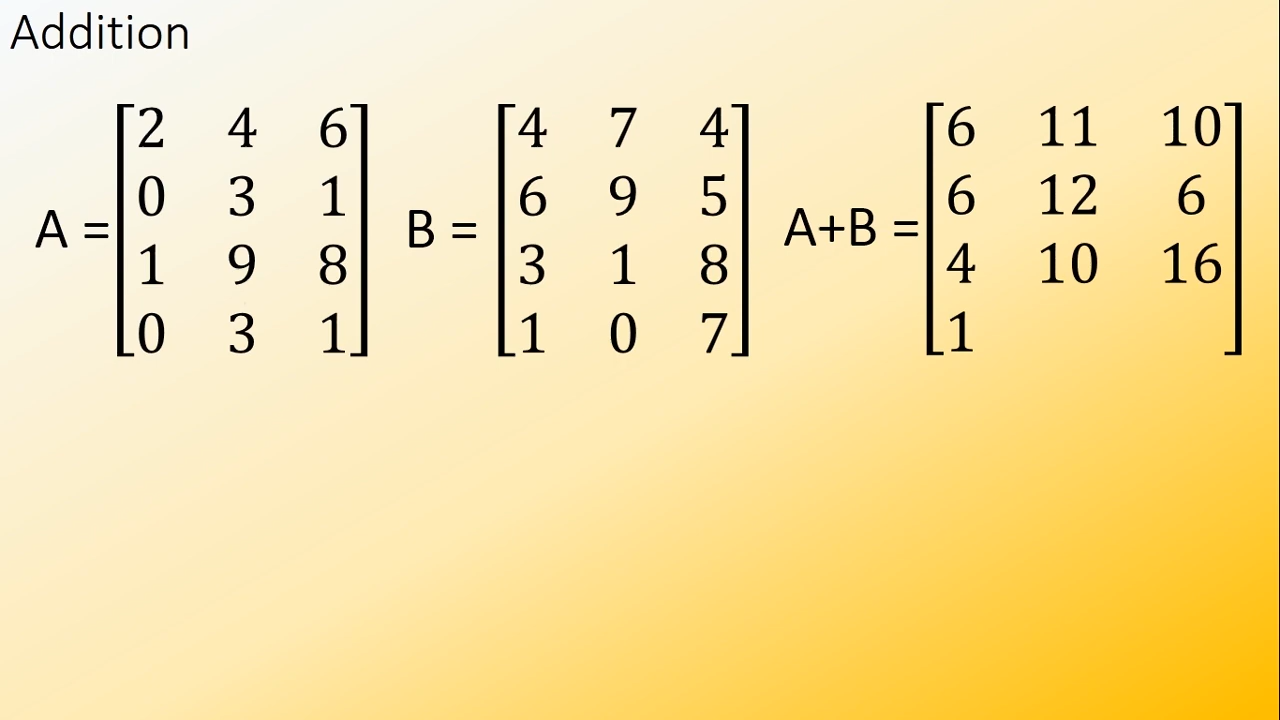 Addition
2 4 6 4 7 4 6 11 10
0 3 1 6 9 5 6 12 6
A = B = A+B =
1 9 8 3 1 8 4 10 16
0 3 1 1 0 7 1